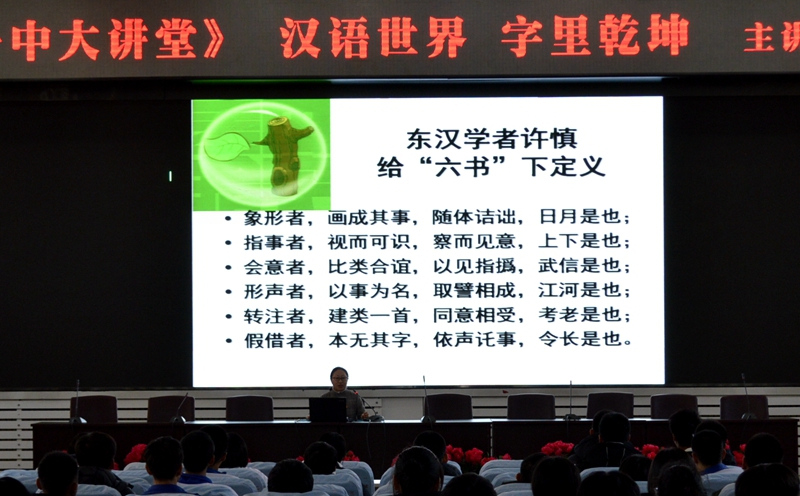 中大讲堂》 汉语世界 字里乾坤 主讲
东汉学者许慎
给“六书”下定义
• 象形者，画成其事，随体诘诎，日月是也；
• 指事者，视而可识，察而见意，上下是也；
• 会意者，比类合谊，以见指撝，武信是也；
• 形声者，以事为名，取譬相成，江河是也；
• 转注者，建类一首，同意相受，考老是也；
• 假借者，本无其字，依声讬事，令长是也。